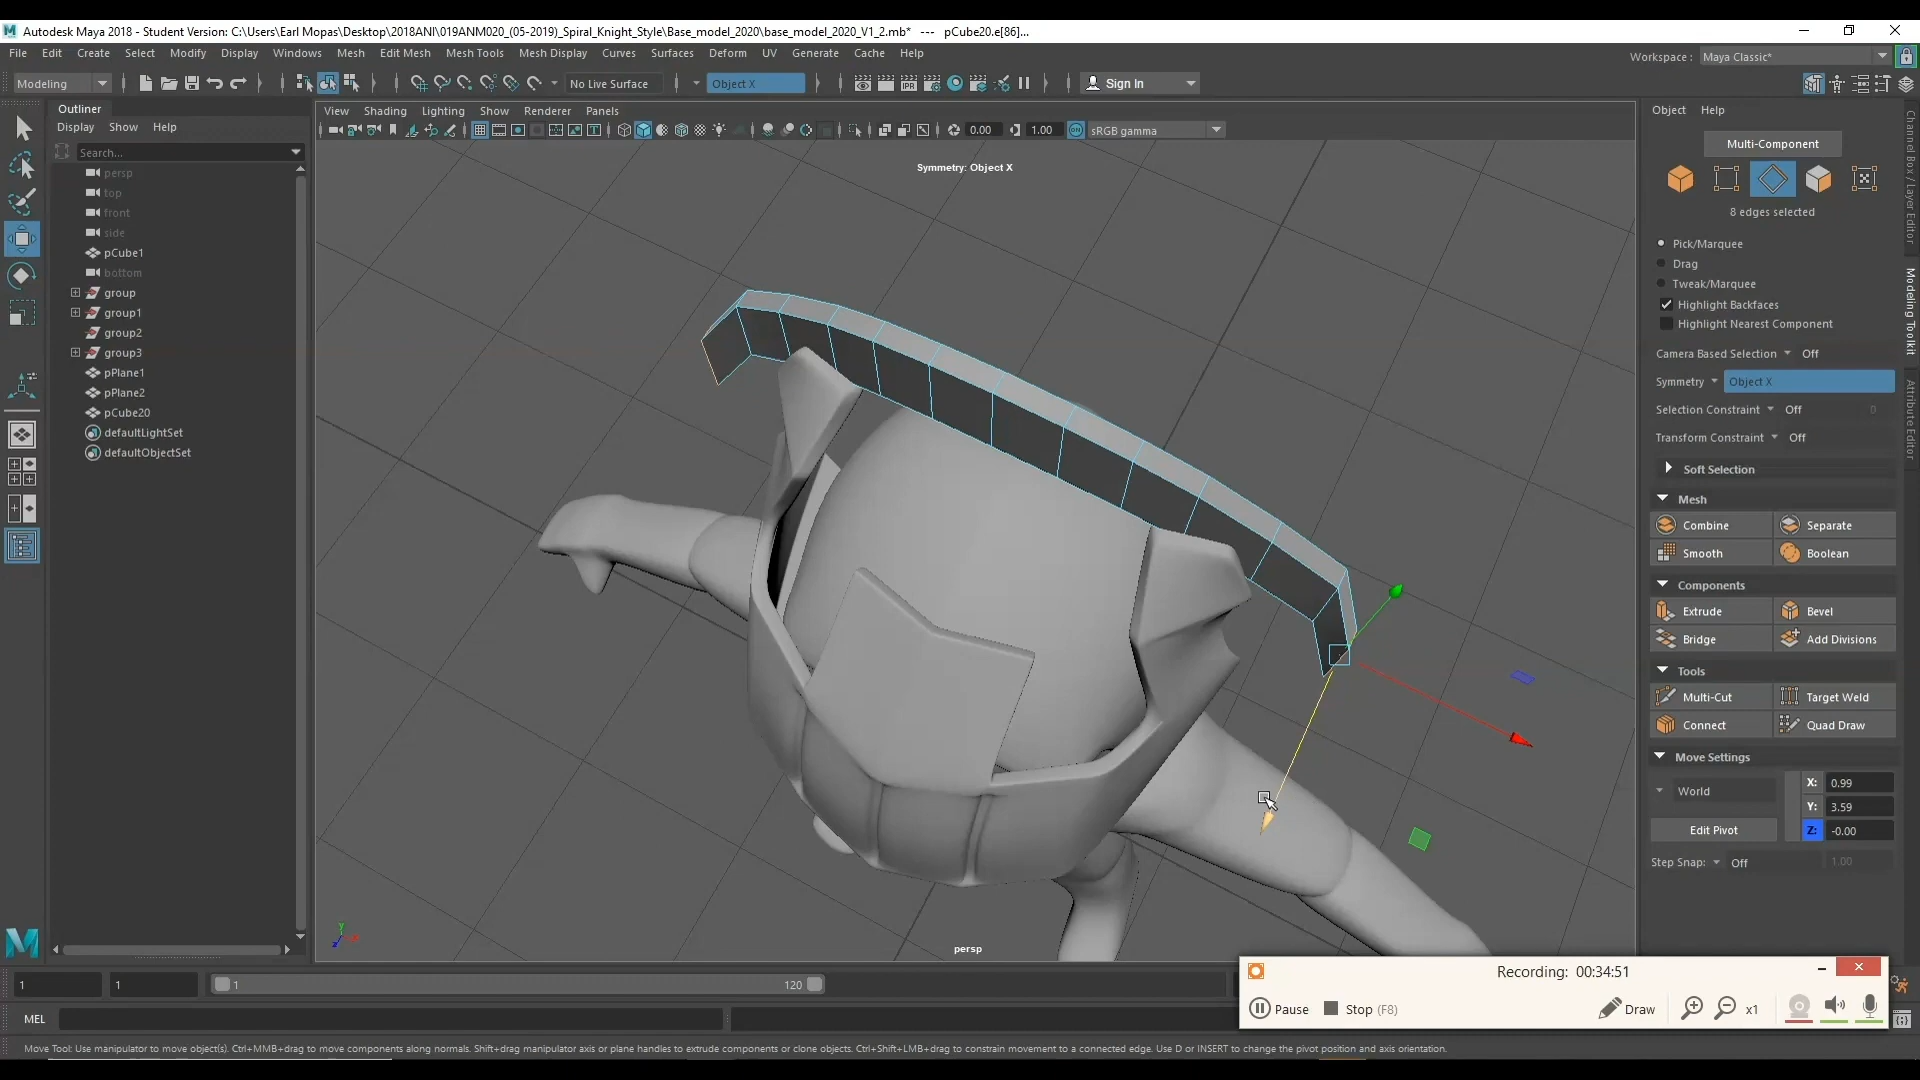 Autodesk Maya 2018 - Student Version: C:\Users\Earl Mopas\Desktop\2018ANI\019ANM020_(05-2019)_Spiral_Knight_Style\Base_model_2020\base_model_2020_V1_2.mb* --- pCube20.e[86]...
File Edit Create Select Modify Display Windows Mesh Edit Mesh Mesh Tools Mesh Display Curves Surfaces Deform UV Generate Cache Help
Workspace : Maya Classic*
Modeling No Live Surface Object X Sign In
Outliner
Display Show Help
Search...
persp
top
front
side
pCube1
bottom
group
group1
group2
group3
pPlane1
pPlane2
pCube20
defaultLightSet
defaultObjectSet
View Shading Lighting Show Renderer Panels
0.00 1.00 sRGB gamma
Symmetry: Object X
persp
Object Help
Multi-Component
8 edges selected
Pick/Marquee
Drag
Tweak/Marquee
Highlight Backfaces
Highlight Nearest Component
Camera Based Selection Off
Symmetry Object X
Selection Constraint Off 0
Transform Constraint Off
Soft Selection
Mesh
Combine Separate
Smooth Boolean
Components
Extrude Bevel
Bridge Add Divisions
Tools
Multi-Cut Target Weld
Connect Quad Draw
Move Settings
World X: 0.99
Y: 3.59
Edit Pivot Z: -0.00
Step Snap: Off 1.00
Channel Box / Layer Editor
Modeling Toolkit
Attribute Editor
1 1 1 120
MEL
Recording: 00:34:51
Pause Stop (F8) Draw x1
Move Tool: Use manipulator to move object(s). Ctrl+MMB+drag to move components along normals. Shift+drag manipulator axis or plane handles to extrude components or clone objects. Ctrl+Shift+LMB+drag to constrain movement to a connected edge. Use D or INSERT to change the pivot position and axis orientation.